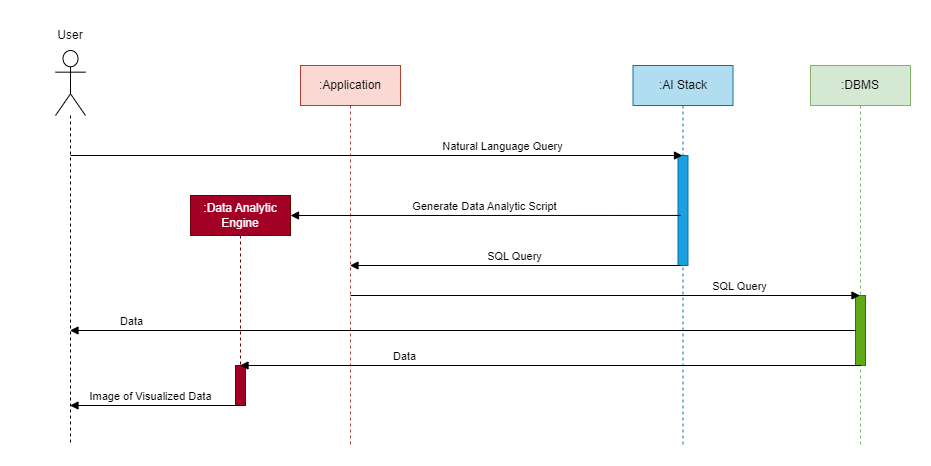 User
:Application
:AI Stack
:DBMS
Natural Language Query
:Data Analytic
Engine
Generate Data Analytic Script
SQL Query
SQL Query
Data
Data
Image of Visualized Data